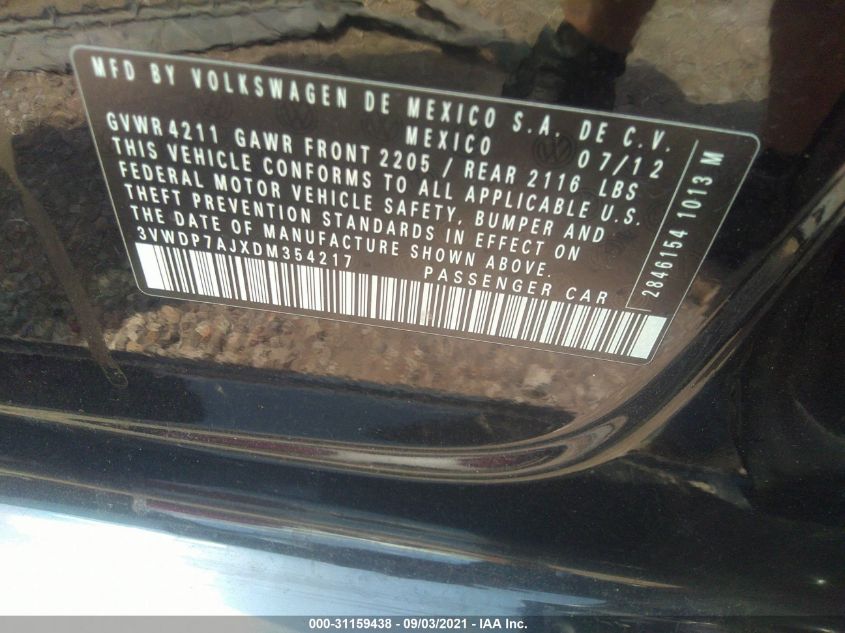 MFD BY VOLKSWAGEN DE MEXICO S.A. DE C.V.
MEXICO 07/12
GVWR 4211 GAWR FRONT 2205 / REAR 2116 LBS
THIS VEHICLE CONFORMS TO ALL APPLICABLE U.S.
FEDERAL MOTOR VEHICLE SAFETY, BUMPER AND
THEFT PREVENTION STANDARDS IN EFFECT ON
THE DATE OF MANUFACTURE SHOWN ABOVE.
3VWDP7AJXDM354217 PASSENGER CAR
2846154 1013 M
000-31159438 - 09/03/2021 - IAA Inc.